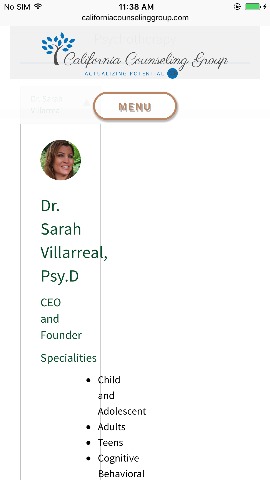 No SIM
11:38 AM
californiacounselinggroup.com
California Counseling Group
ACTUALIZING POTENTIAL
MENU
Dr.
Sarah
Villarreal,
Psy.D
CEO
and
Founder
Specialities
Child
and
Adolescent
Adults
Teens
Cognitive
Behavioral